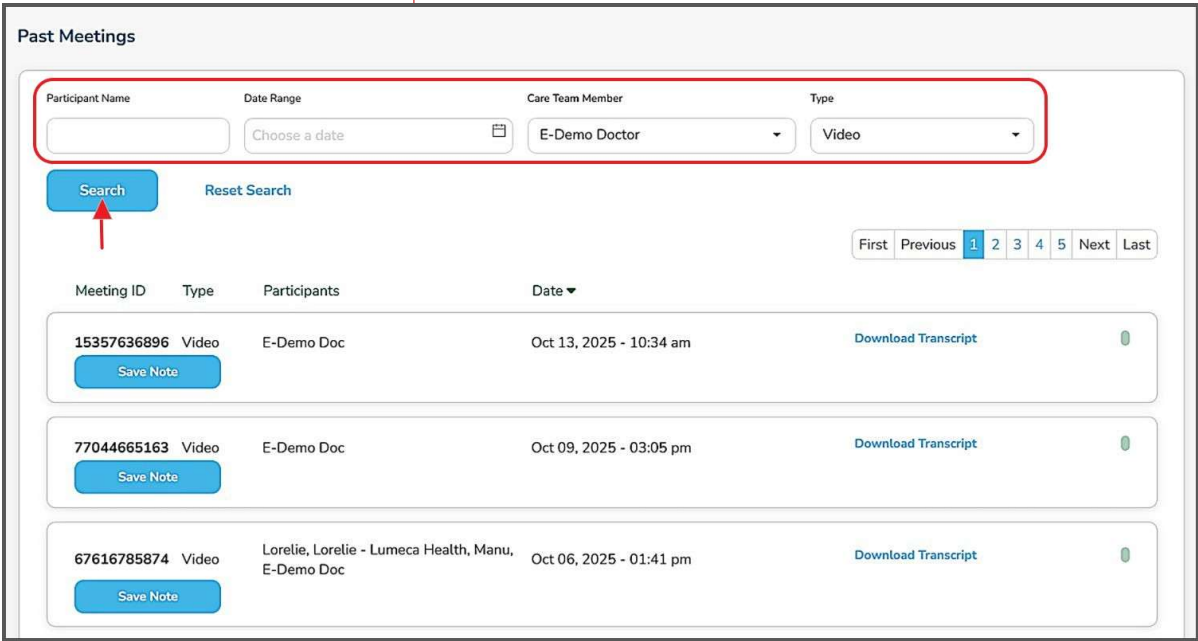 Past Meetings
Participant Name Date Range Care Team Member Type
Choose a date E-Demo Doctor Video
Search Reset Search
First Previous 1 2 3 4 5 Next Last
Meeting ID Type Participants Date
15357636896 Video E-Demo Doc Oct 13, 2025 - 10:34 am Download Transcript
Save Note
77044665163 Video E-Demo Doc Oct 09, 2025 - 03:05 pm Download Transcript
Save Note
67616785874 Video Lorelie, Lorelie - Lumeca Health, Manu, Oct 06, 2025 - 01:41 pm Download Transcript
E-Demo Doc
Save Note